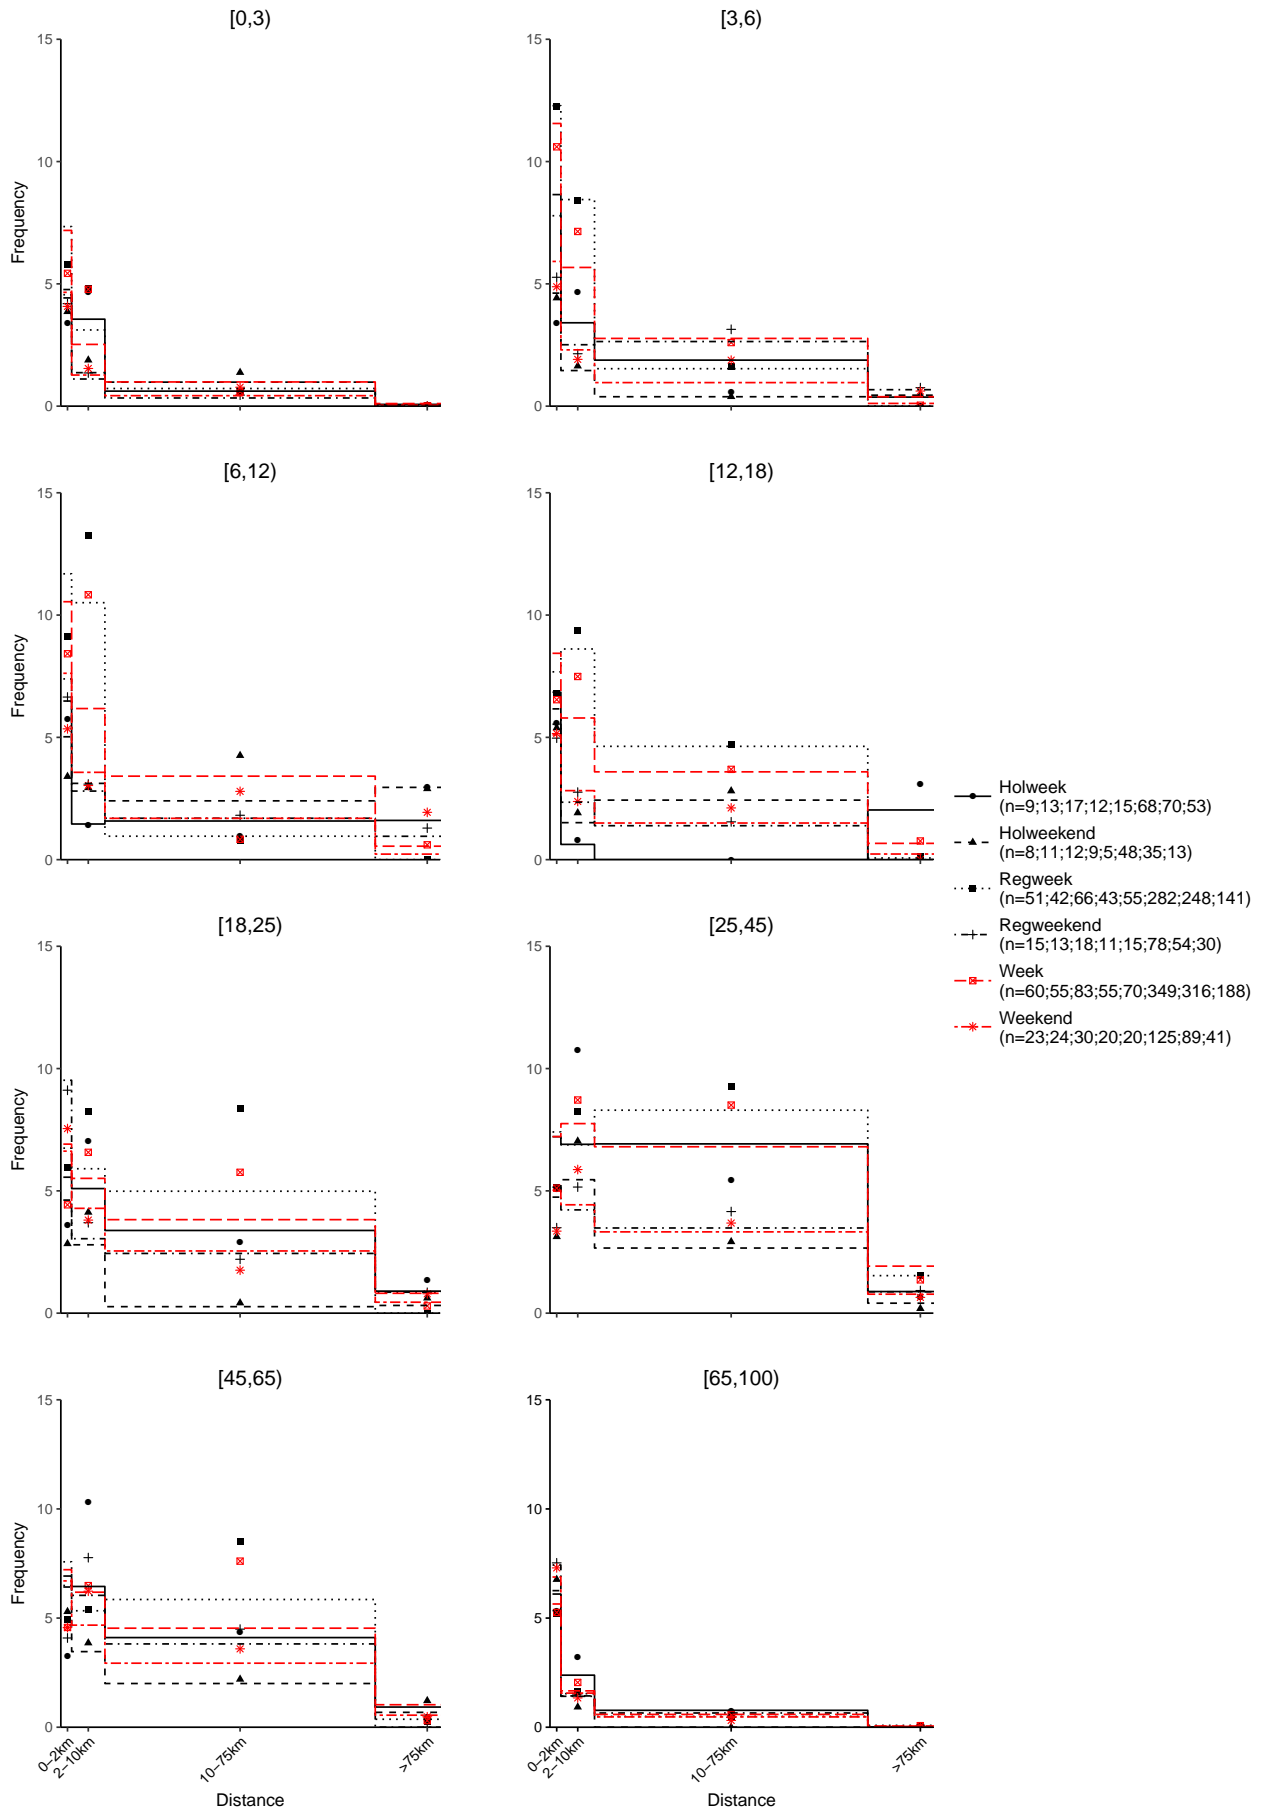 [0,3)
[3,6)
15
10
5
0
Frequency
15
10
5
0
[6,12)
[12,18)
15
10
5
0
Frequency
15
10
5
0
[18,25)
[25,45)
15
10
5
0
Frequency
15
10
5
0
[45,65)
[65,100)
15
10
5
0
Frequency
0−2km
2−10km
10−75km
>75km
Distance
15
10
5
0
0−2km
2−10km
10−75km
>75km
Distance
Holweek
(n=9;13;17;12;15;68;70;53)
Holweekend
(n=8;11;12;9;5;48;35;13)
Regweek
(n=51;42;66;43;55;282;248;141)
Regweekend
(n=15;13;18;11;15;78;54;30)
Week
(n=60;55;83;55;70;349;316;188)
Weekend
(n=23;24;30;20;20;125;89;41)